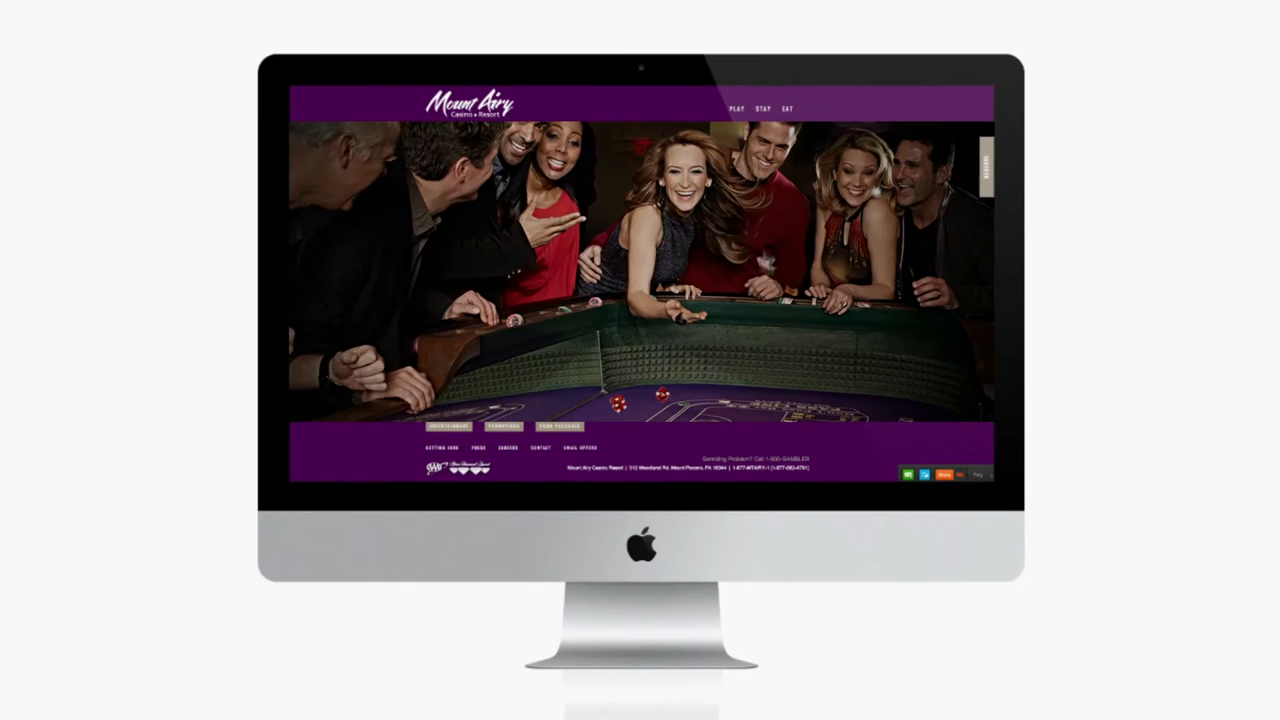 Mount Airy
Casino • Resort
PLAY STAY EAT
ENTERTAINMENT PROMOTIONS ROOM PACKAGES
GETTING HERE PRESS CAREERS CONTACT EMAIL OFFERS
Gambling Problem? Call 1-800-GAMBLER
Mount Airy Casino Resort | 312 Woodland Rd, Mount Pocono, PA 18344 | 1-877-MTAIRY-1 (1-877-682-4791)